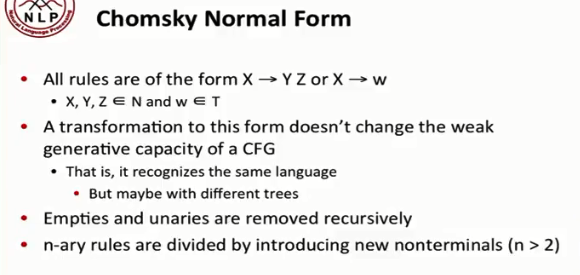 NLP
Natural Language Processing
Chomsky Normal Form
• All rules are of the form X → Y Z or X → w
• X, Y, Z ∈ N and w ∈ T
• A transformation to this form doesn't change the weak
generative capacity of a CFG
• That is, it recognizes the same language
• But maybe with different trees
• Empties and unaries are removed recursively
• n-ary rules are divided by introducing new nonterminals (n > 2)